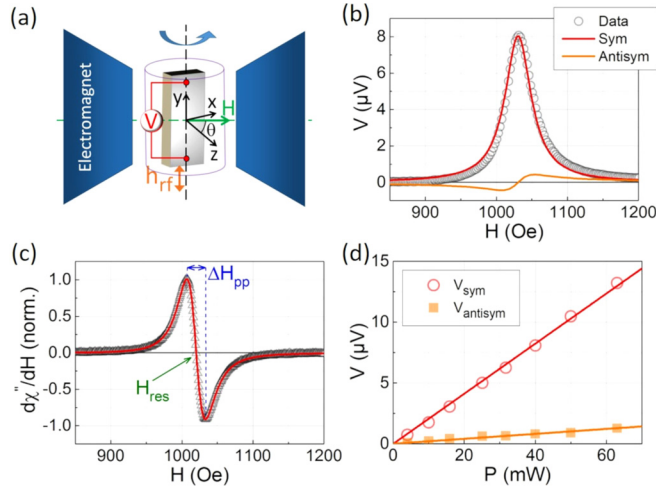 (a)
Electromagnet
V
y
x
H
θ
z
h_rf
(b)
Data
Sym
Antisym
V (μV)
8
6
4
2
0
900 1000 1100 1200
H (Oe)
(c)
ΔH_pp
H_res
dχ"/dH (norm.)
1.0
0.5
0.0
-0.5
-1.0
900 1000 1100 1200
H (Oe)
(d)
V_sym
V_antisym
V (μV)
15
10
5
0
0 20 40 60
P (mW)